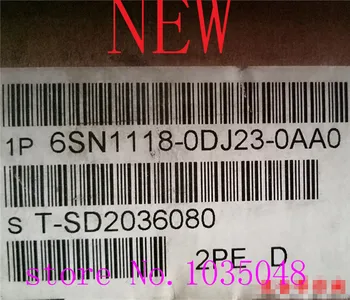 NEW
1P 6SN1118-0DJ23-0AA0
S T-SD2036080
2PE D
store No. 1035048